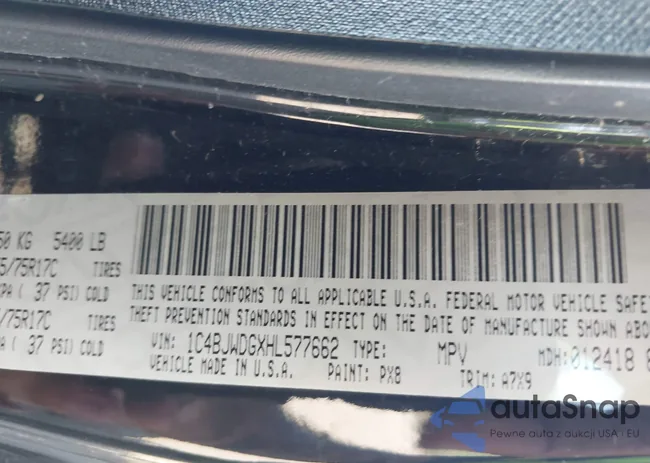 50 KG 5400 LB
5/75R17C TIRES
KPA ( 37 PSI) COLD
/75R17C TIRES
A ( 37 PSI) COLD
THIS VEHICLE CONFORMS TO ALL APPLICABLE U.S.A. FEDERAL MOTOR VEHICLE SAFE
THEFT PREVENTION STANDARDS IN EFFECT ON THE DATE OF MANUFACTURE SHOWN ABO
VIN: 1C4BJWDGXHL577662 TYPE: MPV MDH:012418
VEHICLE MADE IN U.S.A. PAINT: PX8 TRIM: A7X9
autoSnap
Pewne auta z aukcji USA i EU